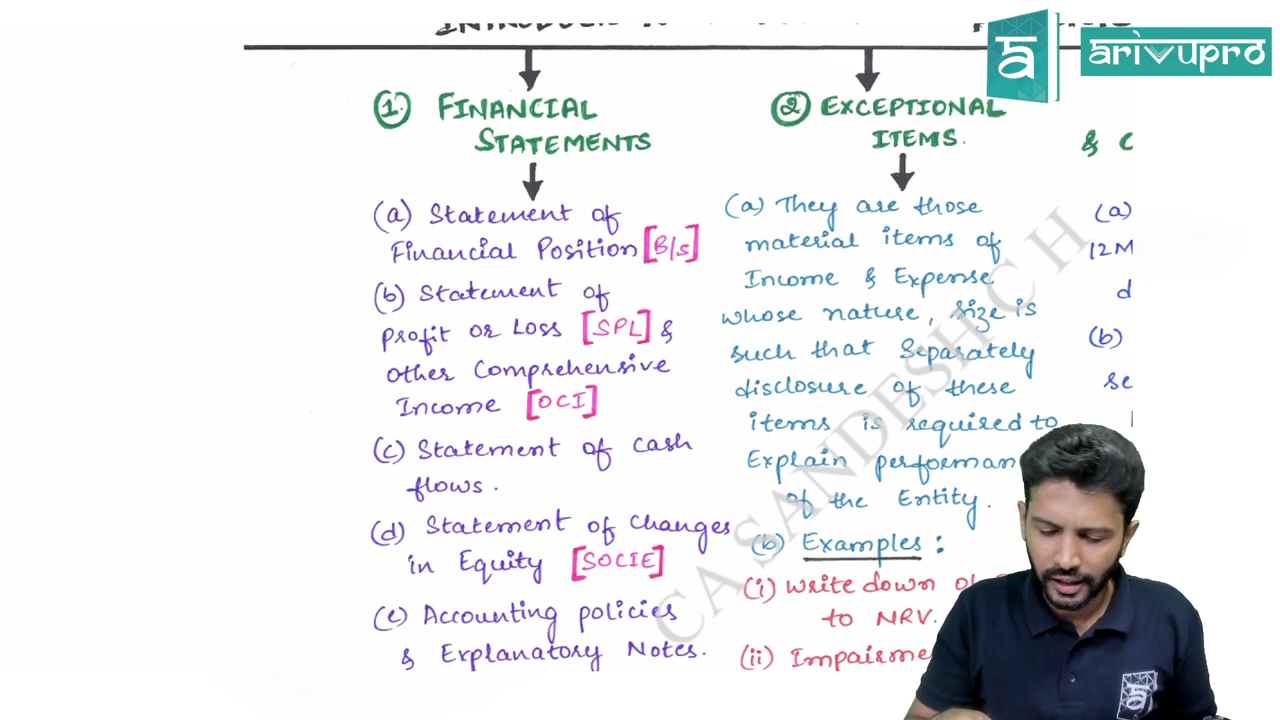 arivupro
① FINANCIAL
STATEMENTS
(a) Statement of
Financial Position [B/s]
(b) Statement of
Profit or Loss [SPL] &
Other Comprehensive
Income [OCI]
(c) Statement of Cash
flows.
(d) Statement of Changes
in Equity [SOCIE]
(e) Accounting policies
& Explanatory Notes.
② EXCEPTIONAL
ITEMS.
(a) They are those
material items of
Income & Expense
whose nature, size is
such that Separately
disclosure of these
items is required to
Explain performan
of the Entity.
(b) Examples :
(i) Write down of
to NRV.
(ii) Impairme
& C
(a)
12M
d
(b)
se
CA SANDESH C H